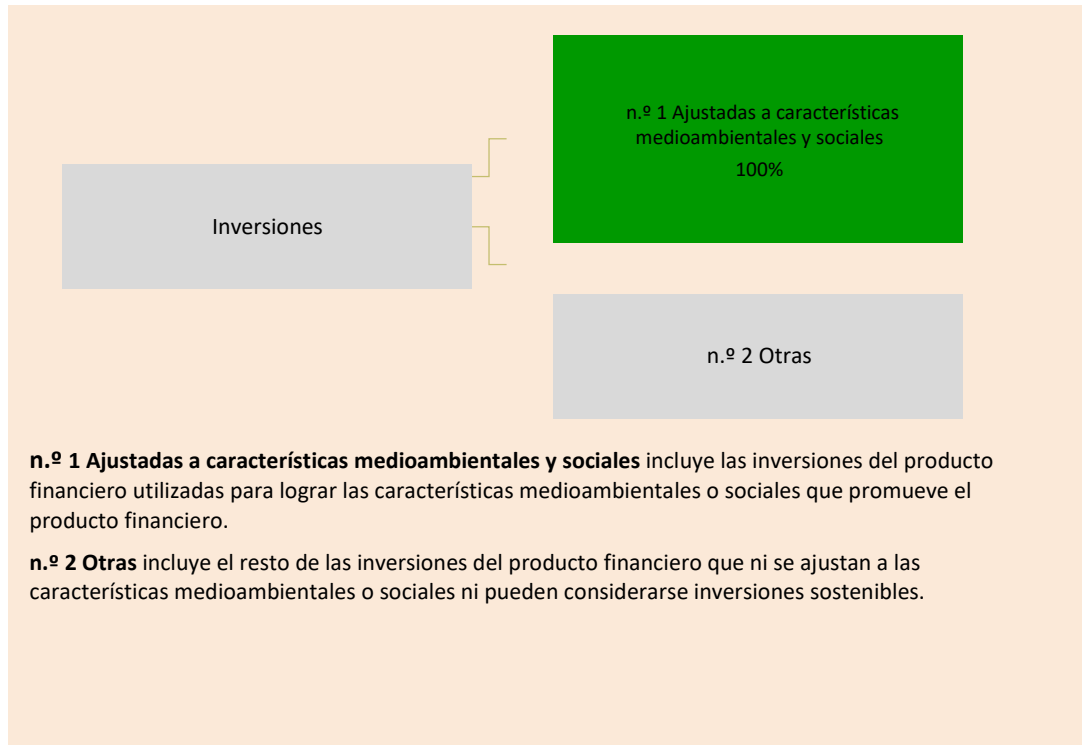 n.º 1 Ajustadas a características
medioambientales y sociales
100%
Inversiones
n.º 2 Otras
n.º 1 Ajustadas a características medioambientales y sociales incluye las inversiones del producto
financiero utilizadas para lograr las características medioambientales o sociales que promueve el
producto financiero.
n.º 2 Otras incluye el resto de las inversiones del producto financiero que ni se ajustan a las
características medioambientales o sociales ni pueden considerarse inversiones sostenibles.